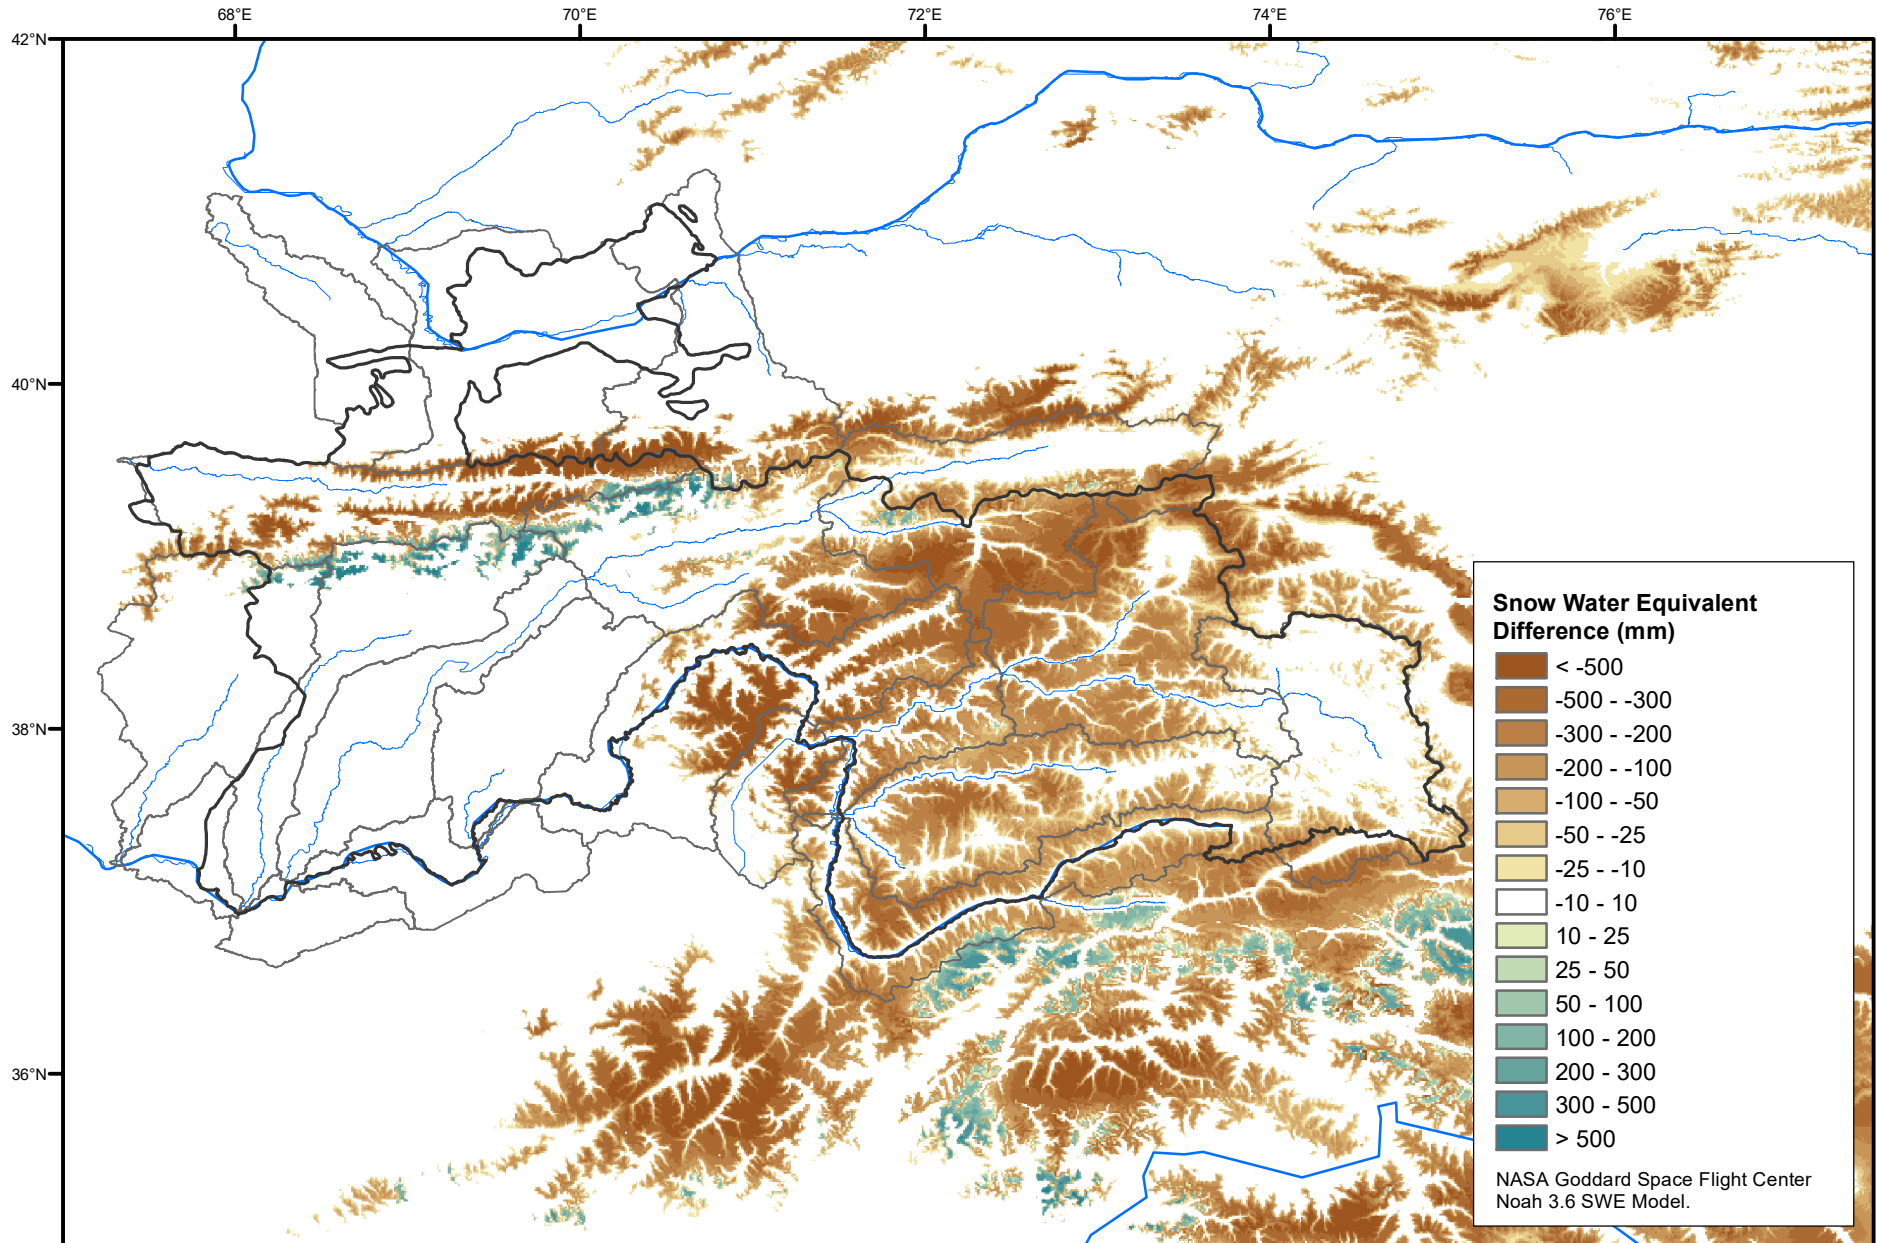 68°E
70°E
72°E
74°E
76°E
42°N
40°N
38°N
36°N
Snow Water Equivalent
Difference (mm)
< -500
-500 - -300
-300 - -200
-200 - -100
-100 - -50
-50 - -25
-25 - -10
-10 - 10
10 - 25
25 - 50
50 - 100
100 - 200
200 - 300
300 - 500
> 500
NASA Goddard Space Flight Center
Noah 3.6 SWE Model.